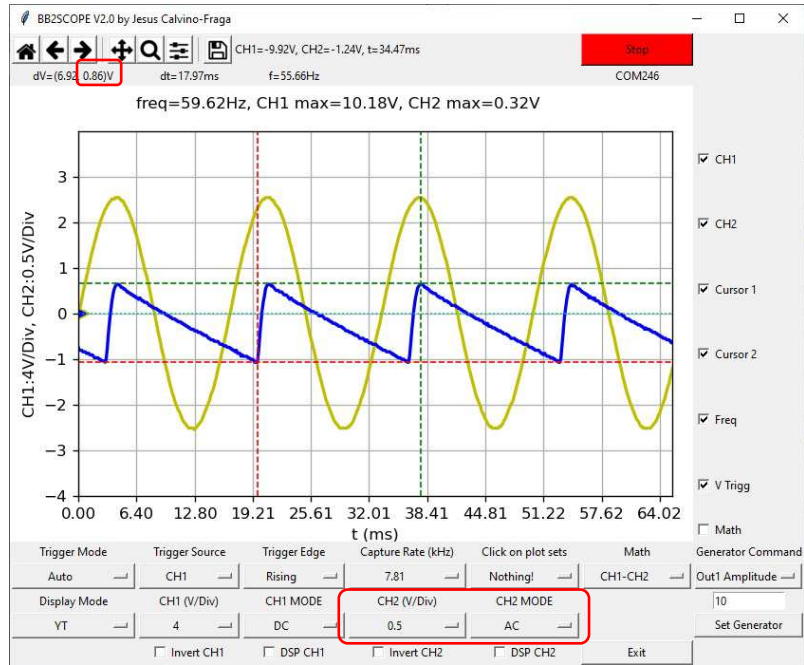 BB2SCOPE V2.0 by Jesus Calvino-Fraga
CH1=-9.92V, CH2=-1.24V, t=34.47ms
Stop
dV=(6.92, 0.86)V dt=17.97ms f=55.66Hz COM246
freq=59.62Hz, CH1 max=10.18V, CH2 max=0.32V
CH1:4V/Div, CH2:0.5V/Div
3
2
1
0
−1
−2
−3
−4
0.00 6.40 12.80 19.21 25.61 32.01 38.41 44.81 51.22 57.62 64.02
t (ms)
CH1
CH2
Cursor 1
Cursor 2
Freq
V Trigg
Math
Trigger Mode Trigger Source Trigger Edge Capture Rate (kHz) Click on plot sets Math Generator Command
Auto CH1 Rising 7.81 Nothing! CH1-CH2 Out1 Amplitude
Display Mode CH1 (V/Div) CH1 MODE CH2 (V/Div) CH2 MODE 10
YT 4 DC 0.5 AC Set Generator
Invert CH1 DSP CH1 Invert CH2 DSP CH2 Exit